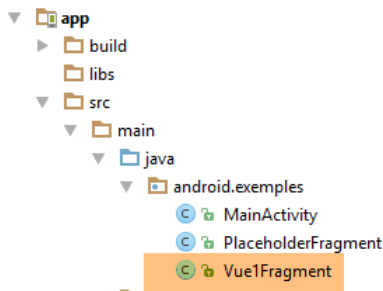 app
build
libs
src
main
java
android.exemples
MainActivity
PlaceholderFragment
Vue1Fragment